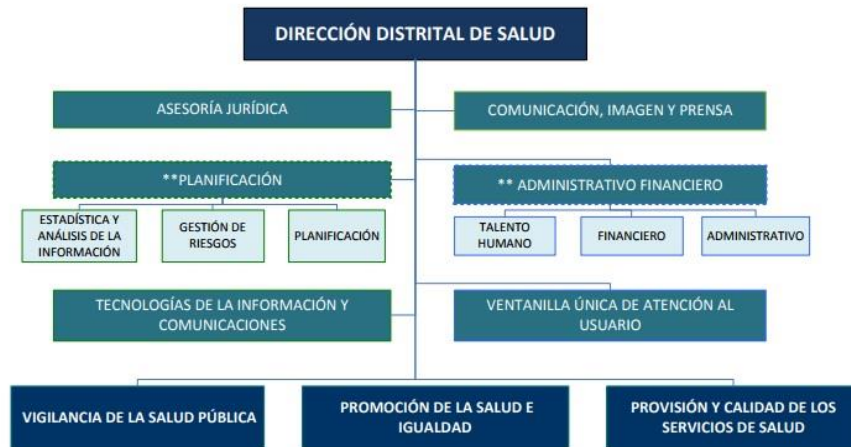 DIRECCIÓN DISTRITAL DE SALUD
ASESORÍA JURÍDICA
COMUNICACIÓN, IMAGEN Y PRENSA
**PLANIFICACIÓN
** ADMINISTRATIVO FINANCIERO
ESTADÍSTICA Y
ANÁLISIS DE LA
INFORMACIÓN
GESTIÓN DE
RIESGOS
PLANIFICACIÓN
TALENTO
HUMANO
FINANCIERO
ADMINISTRATIVO
TECNOLOGÍAS DE LA INFORMACIÓN Y
COMUNICACIONES
VENTANILLA ÚNICA DE ATENCIÓN AL
USUARIO
VIGILANCIA DE LA SALUD PÚBLICA
PROMOCIÓN DE LA SALUD E
IGUALDAD
PROVISIÓN Y CALIDAD DE LOS
SERVICIOS DE SALUD